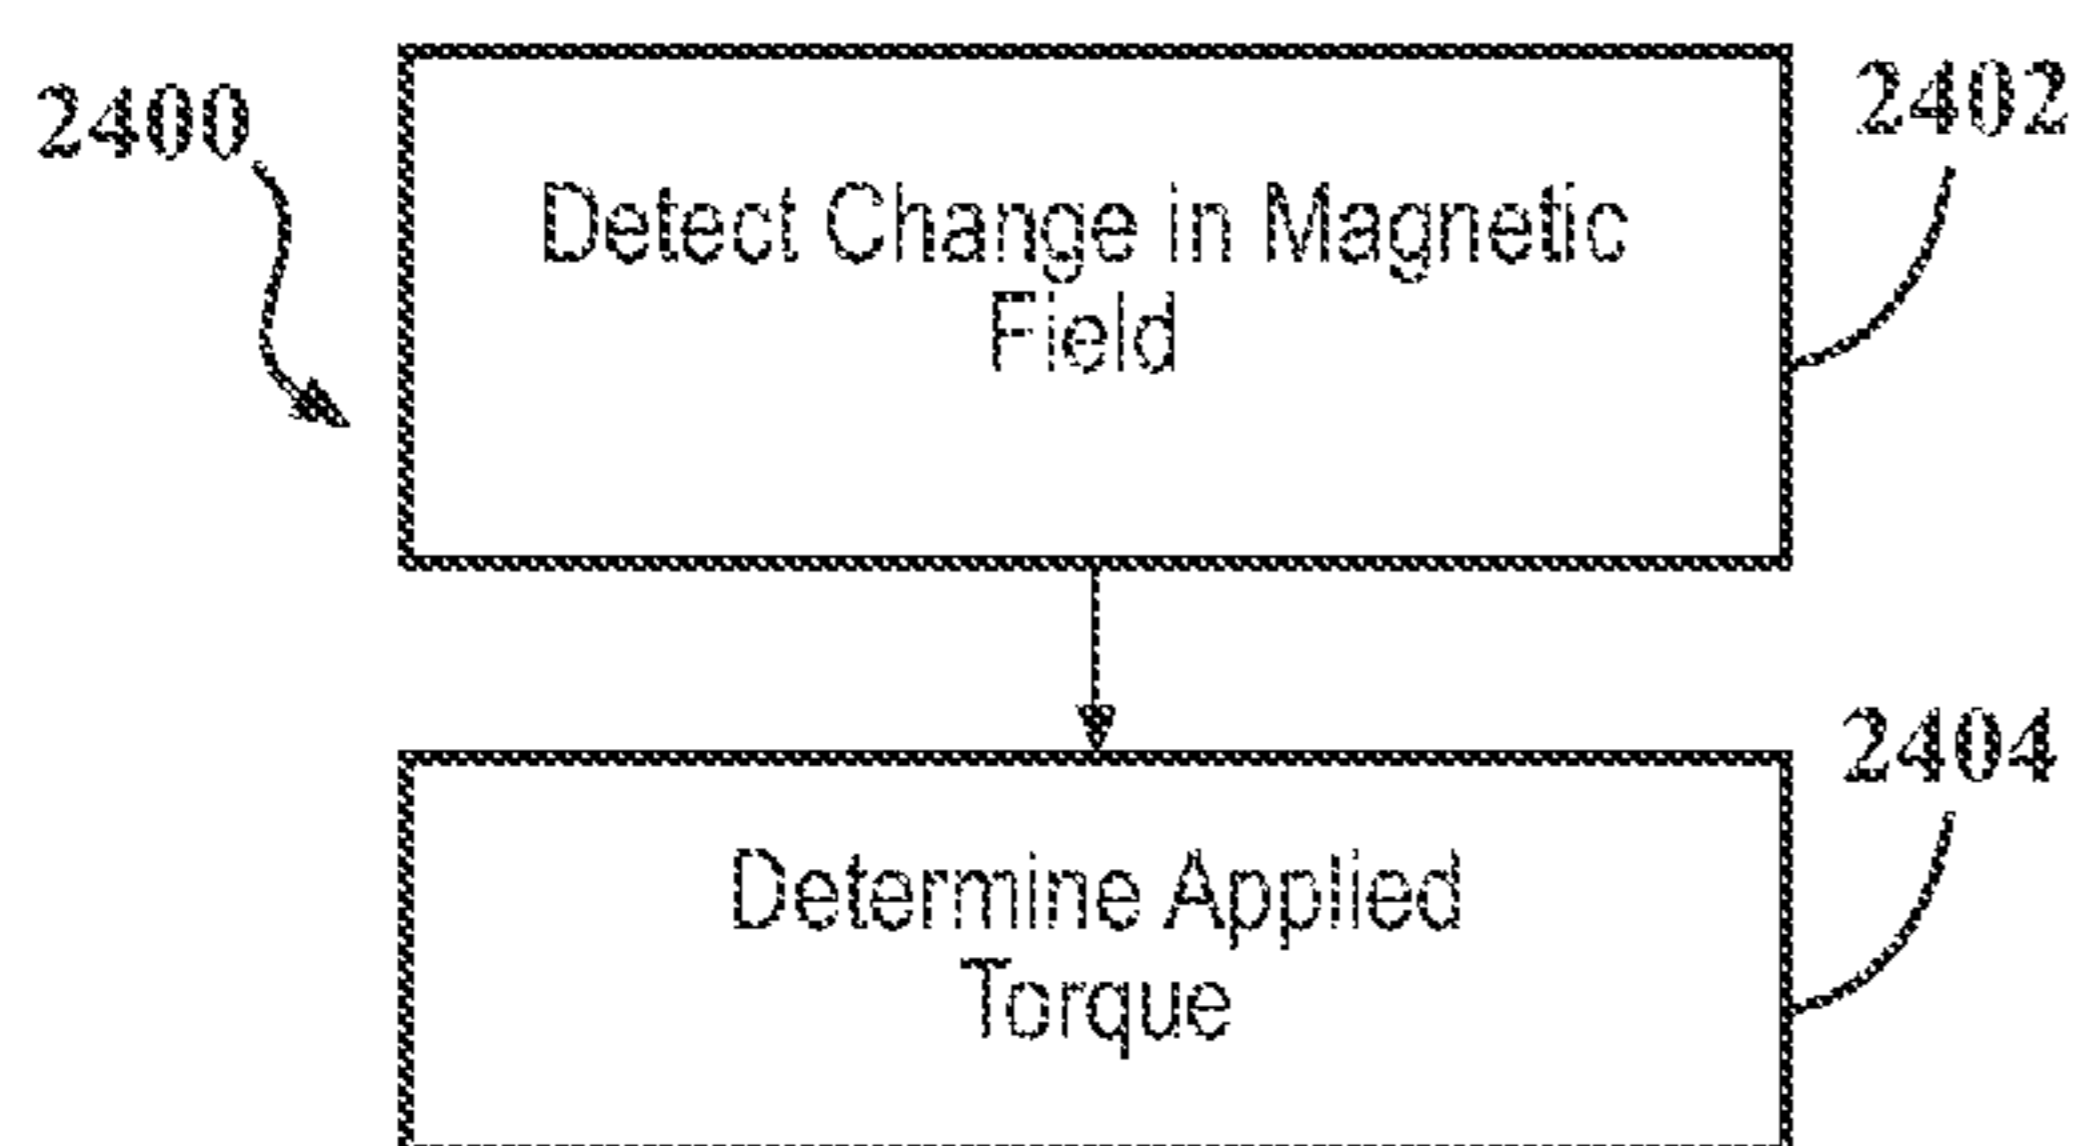 2400
2402
Detect Change in Magnetic
Field
2404
Determine Applied
Torque